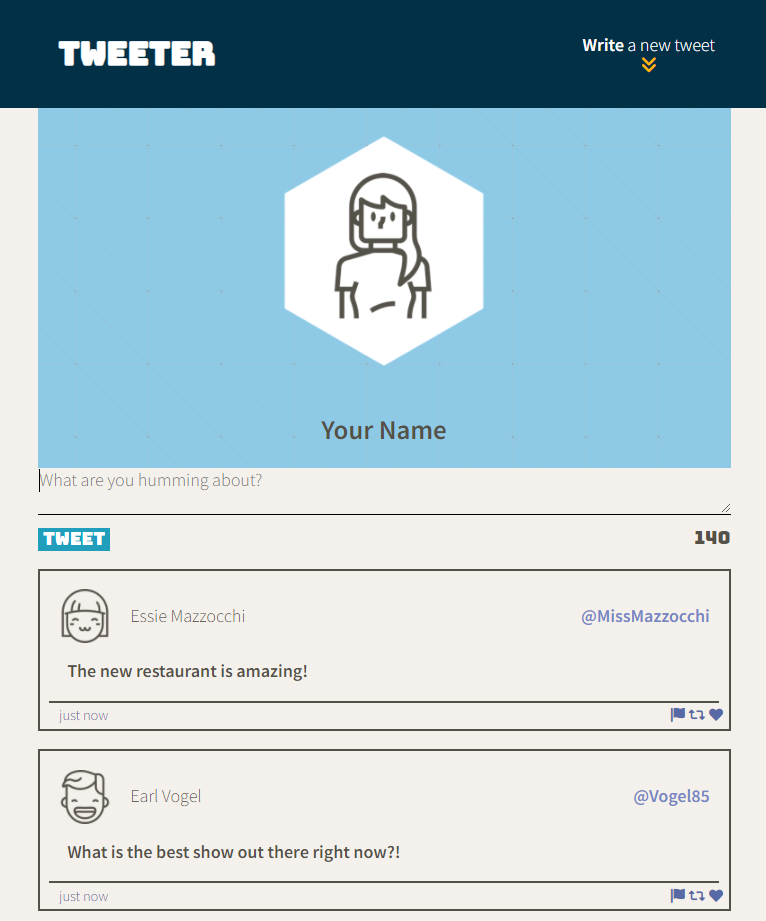 TWEETER
Write a new tweet
Your Name
What are you humming about?
TWEET
140
Essie Mazzocchi
@MissMazzocchi
The new restaurant is amazing!
just now
Earl Vogel
@Vogel85
What is the best show out there right now?!
just now